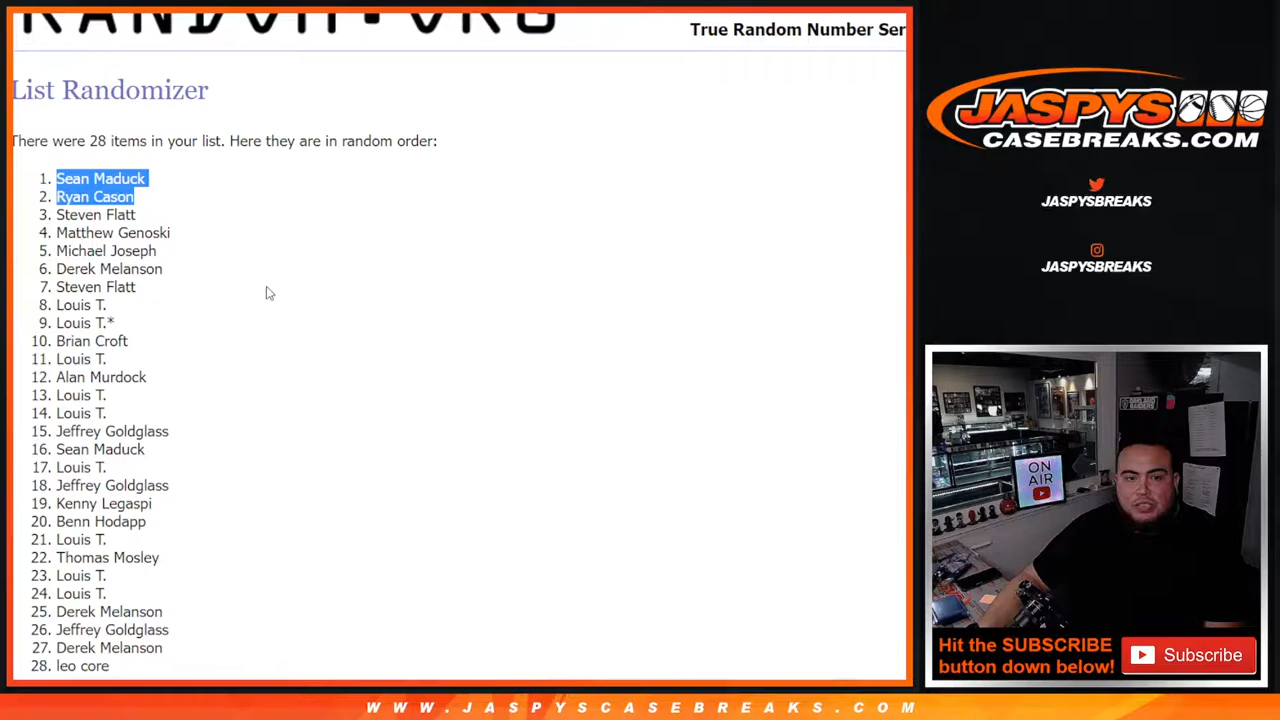 RANDOM.ORG
True Random Number Ser
List Randomizer
There were 28 items in your list. Here they are in random order:
1. Sean Maduck
2. Ryan Cason
3. Steven Flatt
4. Matthew Genoski
5. Michael Joseph
6. Derek Melanson
7. Steven Flatt
8. Louis T.
9. Louis T.*
10. Brian Croft
11. Louis T.
12. Alan Murdock
13. Louis T.
14. Louis T.
15. Jeffrey Goldglass
16. Sean Maduck
17. Louis T.
18. Jeffrey Goldglass
19. Kenny Legaspi
20. Benn Hodapp
21. Louis T.
22. Thomas Mosley
23. Louis T.
24. Louis T.
25. Derek Melanson
26. Jeffrey Goldglass
27. Derek Melanson
28. leo core
JASPYS
CASEBREAKS.COM
JASPYSBREAKS
JASPYSBREAKS
ON
AIR
Hit the SUBSCRIBE
button down below!
Subscribe
WWW.JASPYSCASEBREAKS.COM